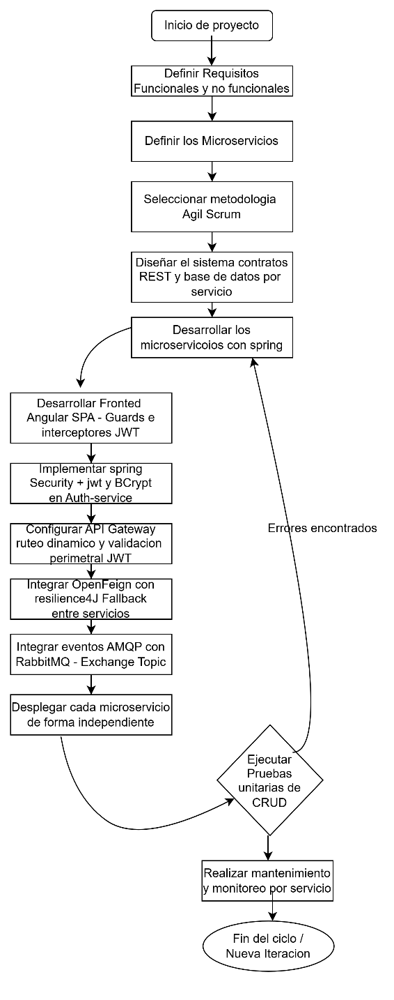 Inicio de proyecto
Definir Requisitos
Funcionales y no funcionales
Definir los Microservicios
Seleccionar metodologia
Agil Scrum
Diseñar el sistema contratos
REST y base de datos por
servicio
Desarrollar los
microservicoios con spring
Desarrollar Fronted
Angular SPA - Guards e
interceptores JWT
Implementar spring
Security + jwt y BCrypt
en Auth-service
Configurar API Gateway
ruteo dinamico y validacion
perimetral JWT
Integrar OpenFeign con
resilience4J Fallback
entre servicios
Integrar eventos AMQP con
RabbitMQ - Exchange Topic
Desplegar cada microservicio
de forma independiente
Errores encontrados
Ejecutar
Pruebas
unitarias de
CRUD
Realizar mantenimiento
y monitoreo por servicio
Fin del ciclo /
Nueva Iteracion